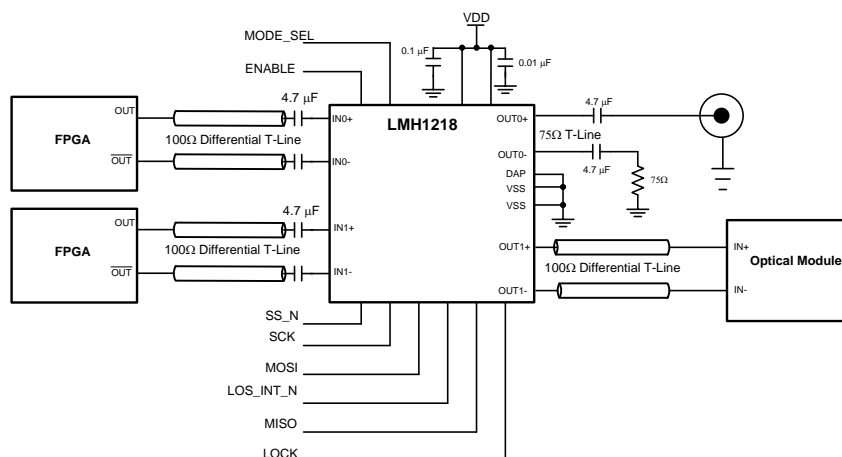 VDD
MODE_SEL
0.1 μF
0.01 μF
ENABLE
4.7 μF
4.7 μF
OUT
IN0+
LMH1218
OUT0+
FPGA
100Ω Differential T-Line
75Ω T-Line
OUT
IN0-
OUT0-
4.7 μF
75Ω
DAP
VSS
VSS
4.7 μF
OUT
IN1+
OUT1+
IN+
FPGA
100Ω Differential T-Line
100Ω Differential T-Line
Optical Module
OUT
IN1-
OUT1-
IN-
SS_N
SCK
MOSI
LOS_INT_N
MISO
LOCK